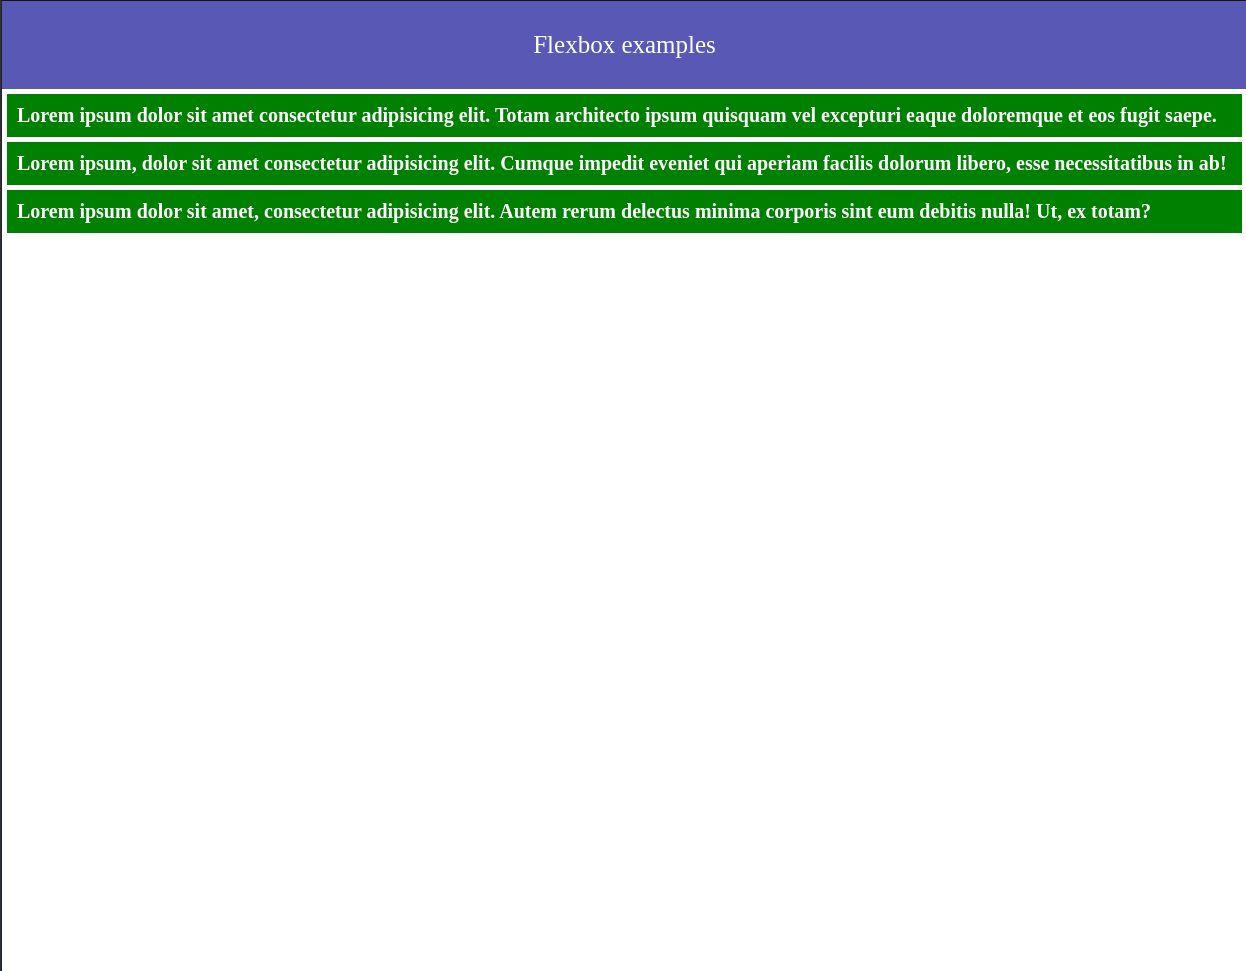 Flexbox examples
Lorem ipsum dolor sit amet consectetur adipisicing elit. Totam architecto ipsum quisquam vel excepturi eaque doloremque et eos fugit saepe.
Lorem ipsum, dolor sit amet consectetur adipisicing elit. Cumque impedit eveniet qui aperiam facilis dolorum libero, esse necessitatibus in ab!
Lorem ipsum dolor sit amet, consectetur adipisicing elit. Autem rerum delectus minima corporis sint eum debitis nulla! Ut, ex totam?